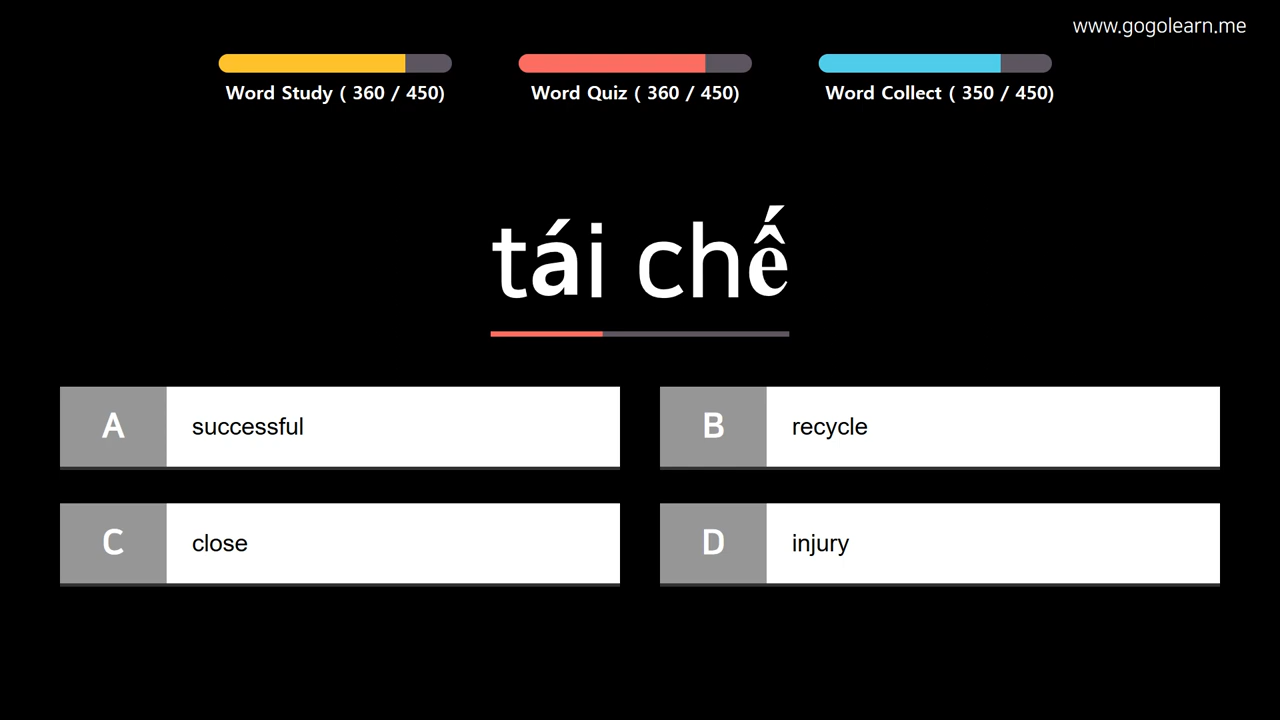 www.gogolearn.me
Word Study ( 360 / 450)
Word Quiz ( 360 / 450)
Word Collect ( 350 / 450)
tái chế
A successful
B recycle
C close
D injury